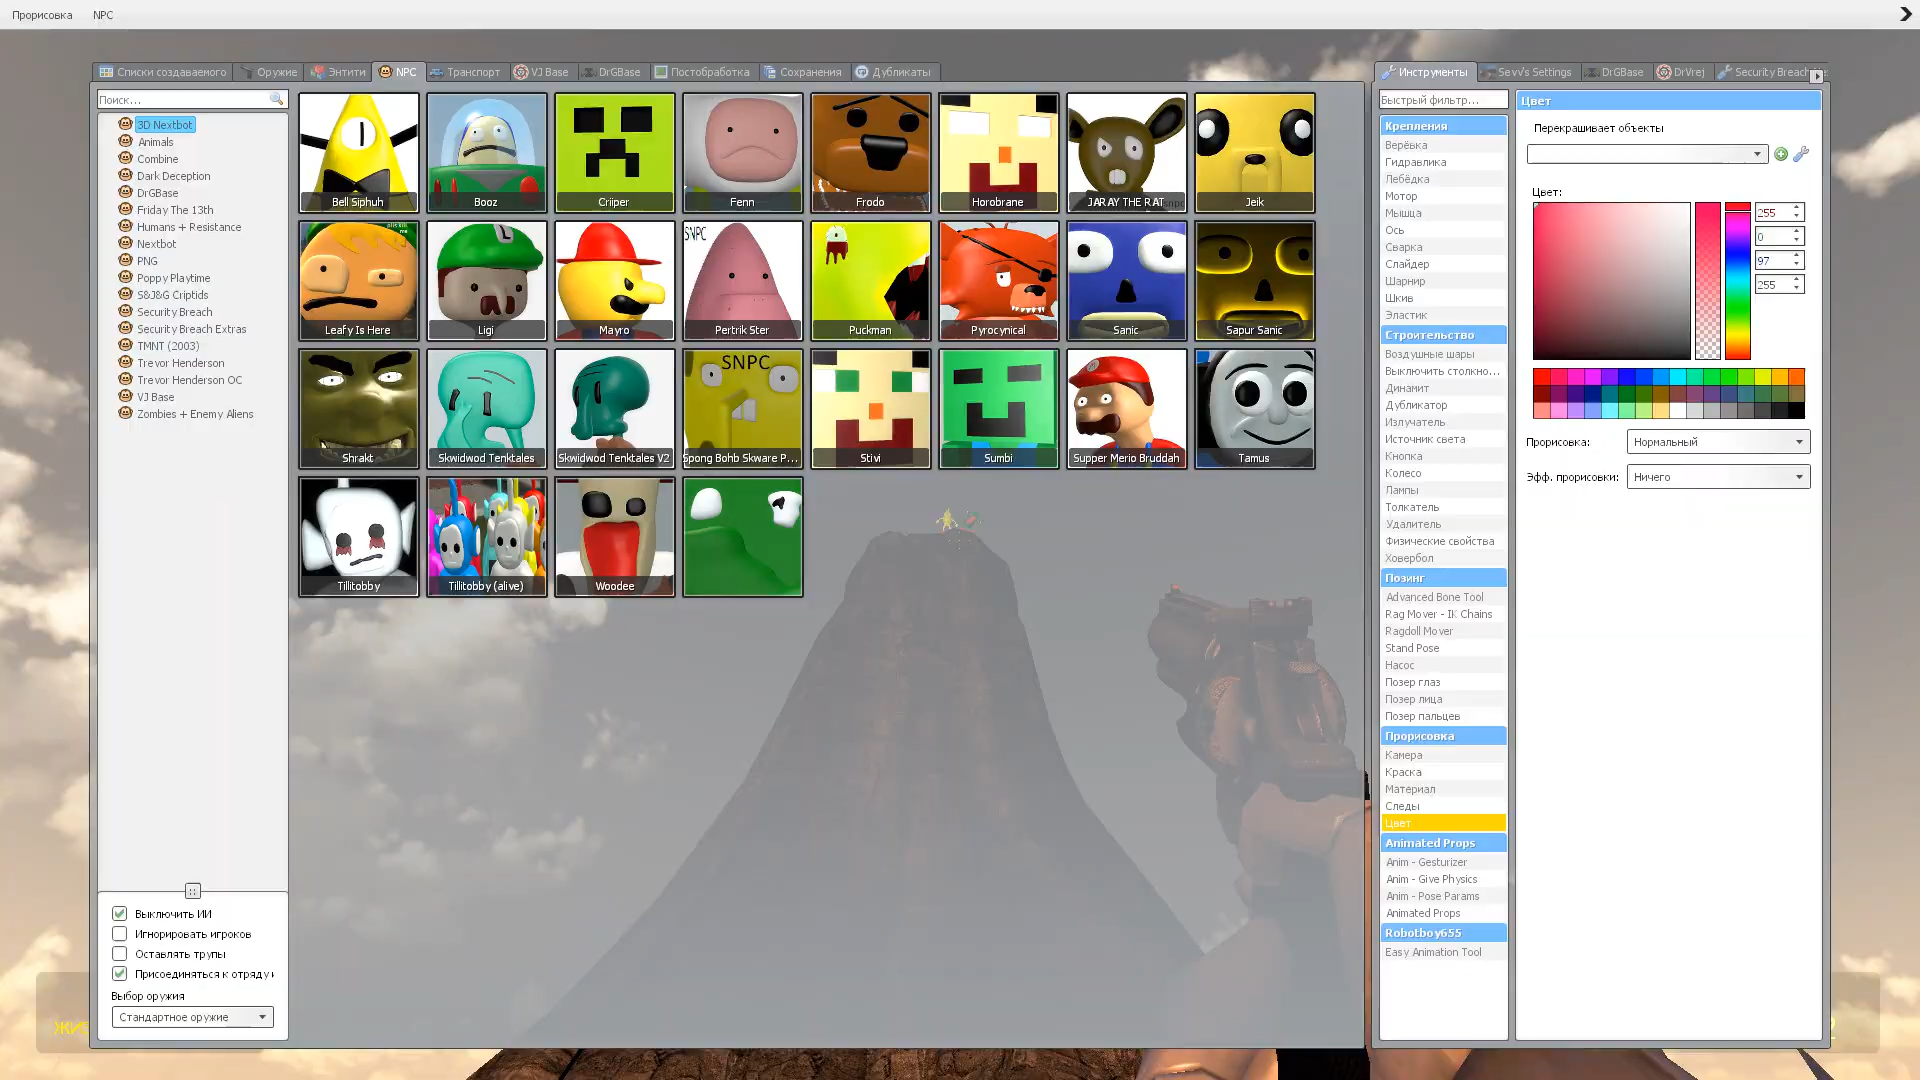 Прорисовка NPC
Списки создаваемого Оружие Энтити NPC Транспорт VJ Base DrGBase Постобработка Сохранения Дубликаты
Инструменты Sevv's Settings DrGBase DrVrej Security Breach
Поиск...
3D Nextbot
Animals
Combine
Dark Deception
DrGBase
Friday The 13th
Humans + Resistance
Nextbot
PNG
Poppy Playtime
S&J&G Criptids
Security Breach
Security Breach Extras
TMNT (2003)
Trevor Henderson
Trevor Henderson OC
VJ Base
Zombies + Enemy Aliens
Выключить ИИ
Игнорировать игроков
Оставлять трупы
Присоединяться к отряду
Выбор оружия
Стандартное оружие
Bell Siphuh
Booz
Criiper
Fenn
Frodo
Horobrane
JARAY THE RAT
Jeik
Leafy Is Here
Ligi
Mayro
SNPC
Pertrik Ster
Puckman
Pyrocynical
Sanic
Sapur Sanic
Shrakt
Skwidwod Tenktales
Skwidwod Tenktales V2
SNPC
Spong Bohb Skware P...
Stivi
Sumbi
Supper Merio Bruddah
Tamus
Tillitobby
Tillitobby (alive)
Woodee
Быстрый фильтр...
Крепления
Верёвка
Гидравлика
Лебёдка
Мотор
Мышца
Ось
Сварка
Слайдер
Шарнир
Шкив
Эластик
Строительство
Воздушные шары
Выключить столкно...
Динамит
Дубликатор
Излучатель
Источник света
Кнопка
Колесо
Лампы
Толкатель
Удалитель
Физические свойства
Ховербол
Позинг
Advanced Bone Tool
Rag Mover - IK Chains
Ragdoll Mover
Stand Pose
Насос
Позер глаз
Позер лица
Позер пальцев
Прорисовка
Камера
Краска
Материал
Следы
Цвет
Animated Props
Anim - Gesturizer
Anim - Give Physics
Anim - Pose Params
Animated Props
Robotboy655
Easy Animation Tool
Цвет
Перекрашивает объекты
Цвет:
255
0
97
255
Прорисовка: Нормальный
Эфф. прорисовки: Ничего